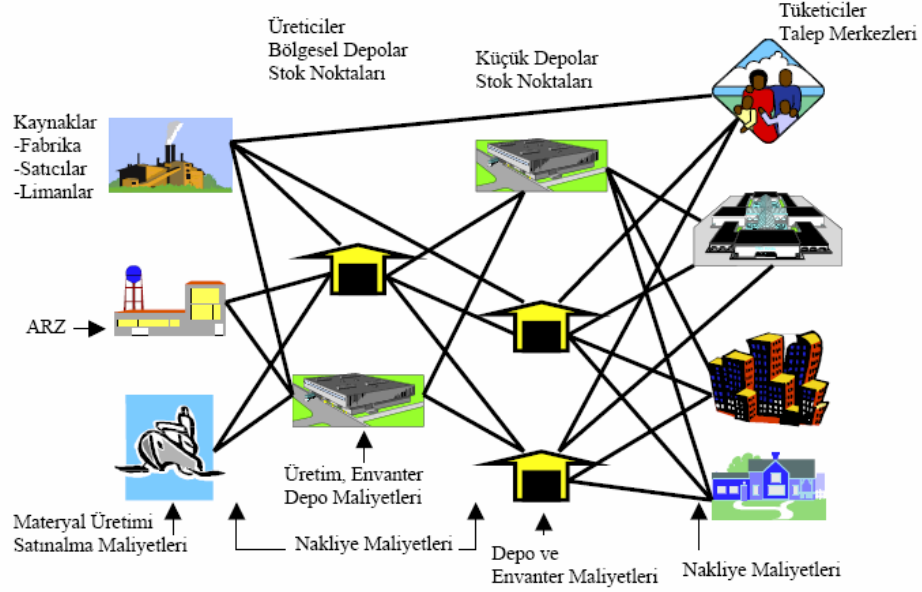 Üreticiler
Bölgesel Depolar
Stok Noktaları
Küçük Depolar
Stok Noktaları
Tüketiciler
Talep Merkezleri
Kaynaklar
-Fabrika
-Satıcılar
-Limanlar
ARZ
Üretim, Envanter
Depo Maliyetleri
Materyal Üretimi
Satınalma Maliyetleri
Nakliye Maliyetleri
Depo ve
Envanter Maliyetleri
Nakliye Maliyetleri